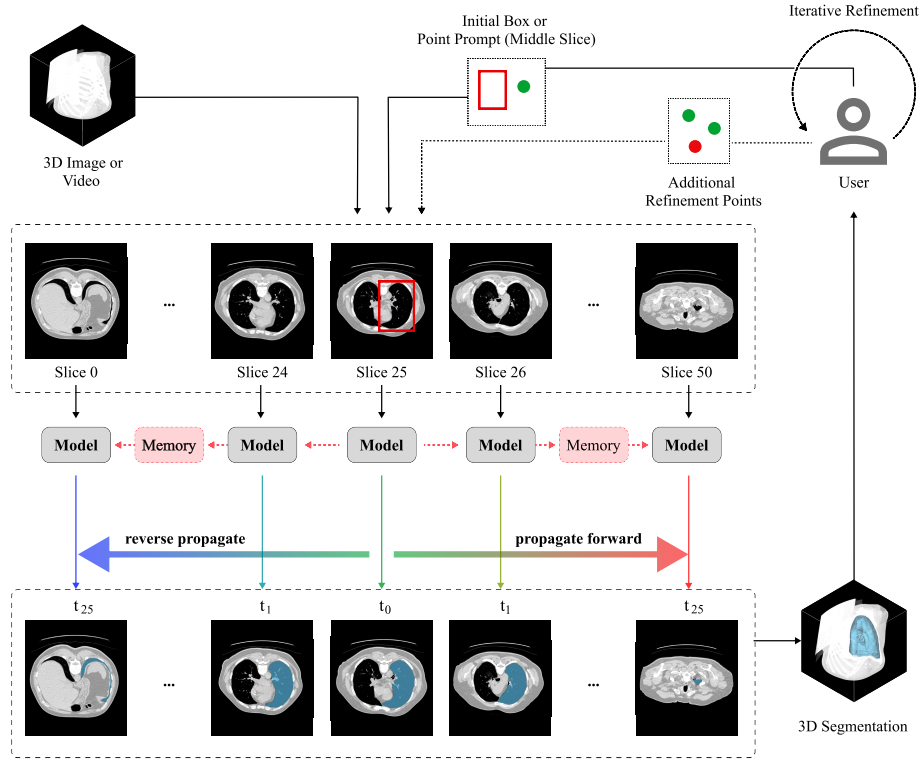 Initial Box or
Point Prompt (Middle Slice)
Iterative Refinement
3D Image or
Video
Additional
Refinement Points
User
...
...
Slice 0
Slice 24
Slice 25
Slice 26
Slice 50
Model
Memory
Model
Model
Model
Memory
Model
reverse propagate
propagate forward
t25
t1
t0
t1
t25
...
...
3D Segmentation